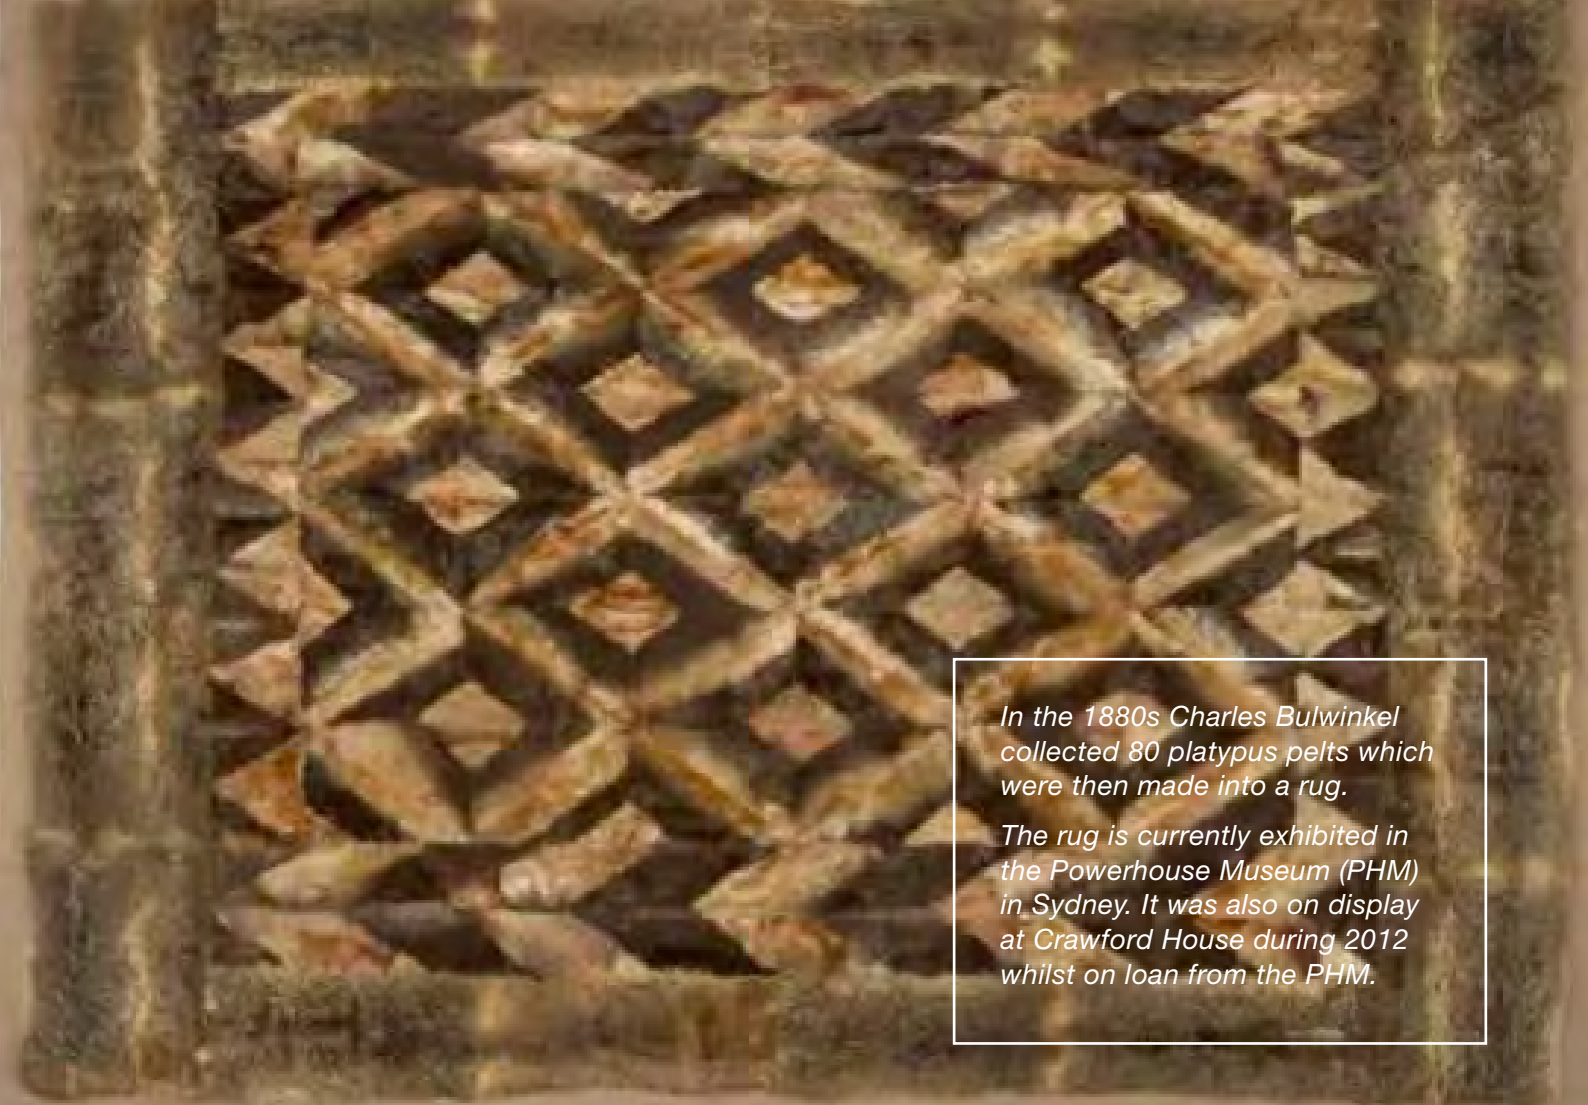 In the 1880s Charles Bulwinkel
collected 80 platypus pelts which
were then made into a rug.
The rug is currently exhibited in
the Powerhouse Museum (PHM)
in Sydney. It was also on display
at Crawford House during 2012
whilst on loan from the PHM.